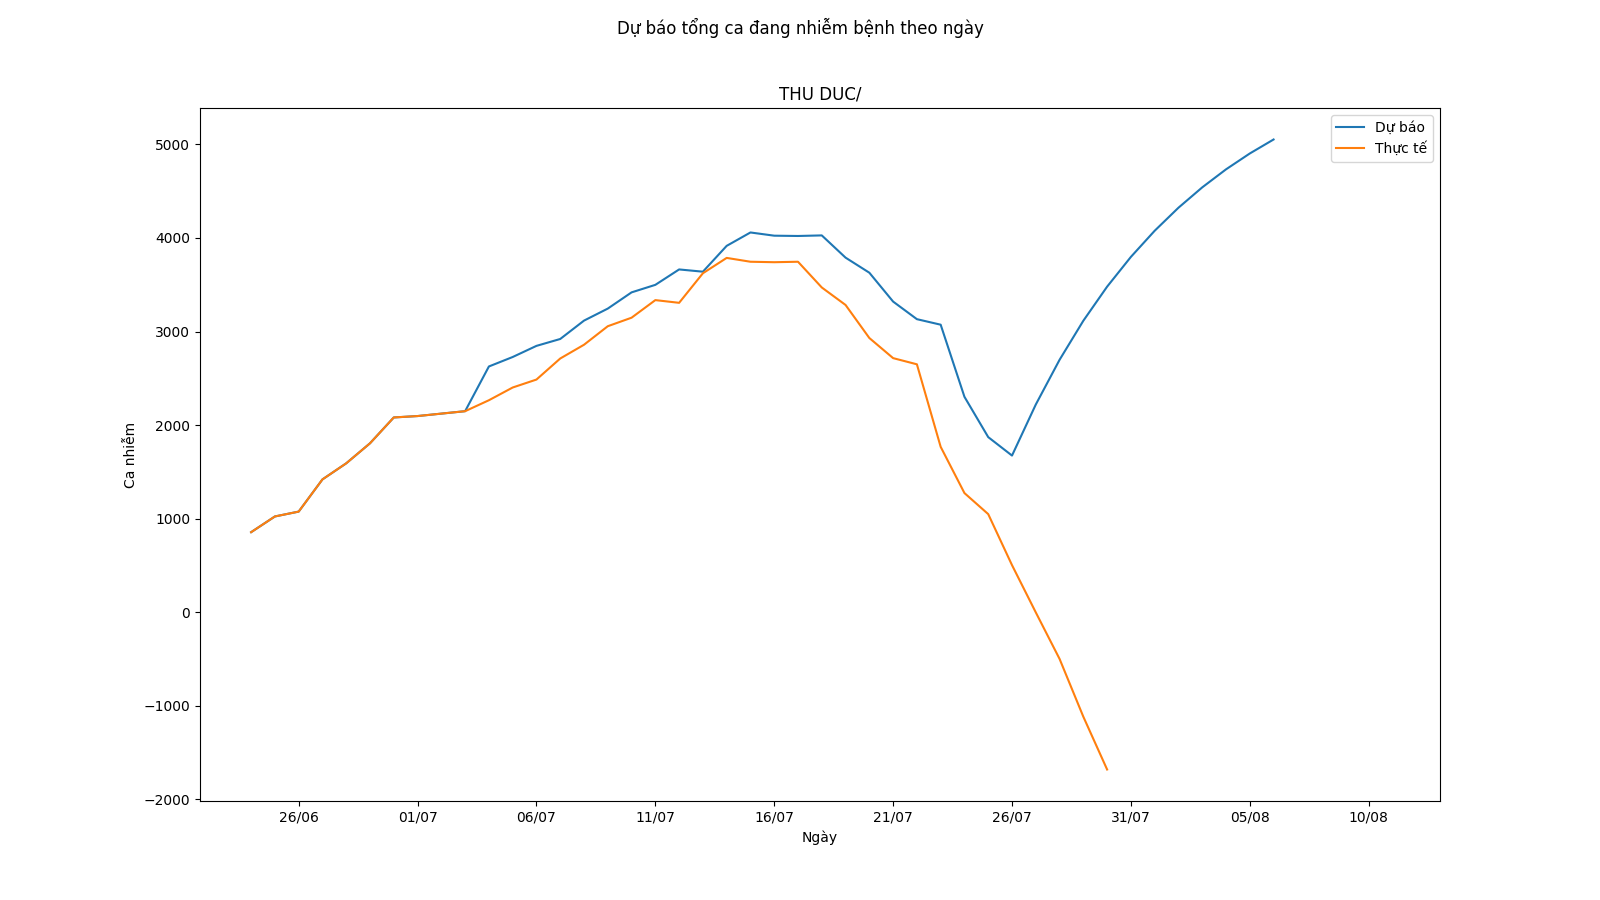 Dự báo tổng ca đang nhiễm bệnh theo ngày
THU DUC/
Dự báo
Thực tế
5000
4000
3000
2000
1000
0
−1000
−2000
Ca nhiễm
26/06 01/07 06/07 11/07 16/07 21/07 26/07 31/07 05/08 10/08
Ngày